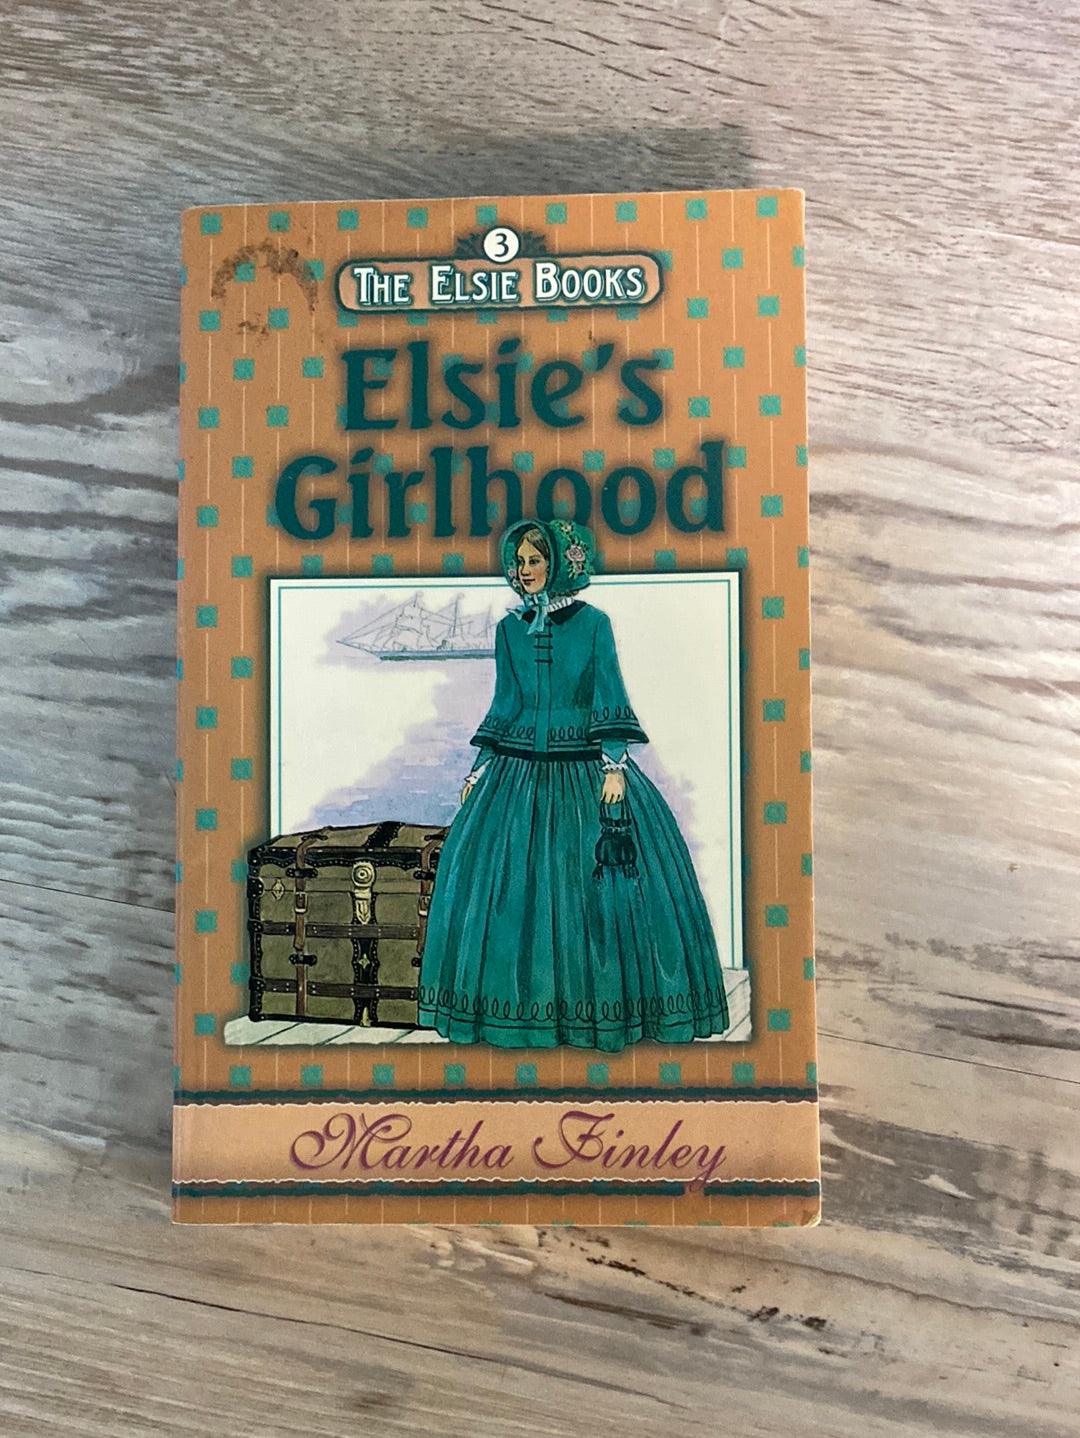 3
The Elsie Books
Elsie's
Girlhood
Martha Finley